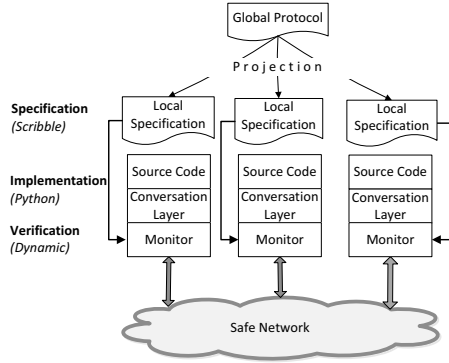 Global Protocol
Projection
Specification
(Scribble)
Local
Specification
Local
Specification
Local
Specification
Implementation
(Python)
Source Code
Source Code
Source Code
Conversation
Layer
Conversation
Layer
Conversation
Layer
Verification
(Dynamic)
Monitor
Monitor
Monitor
Safe Network